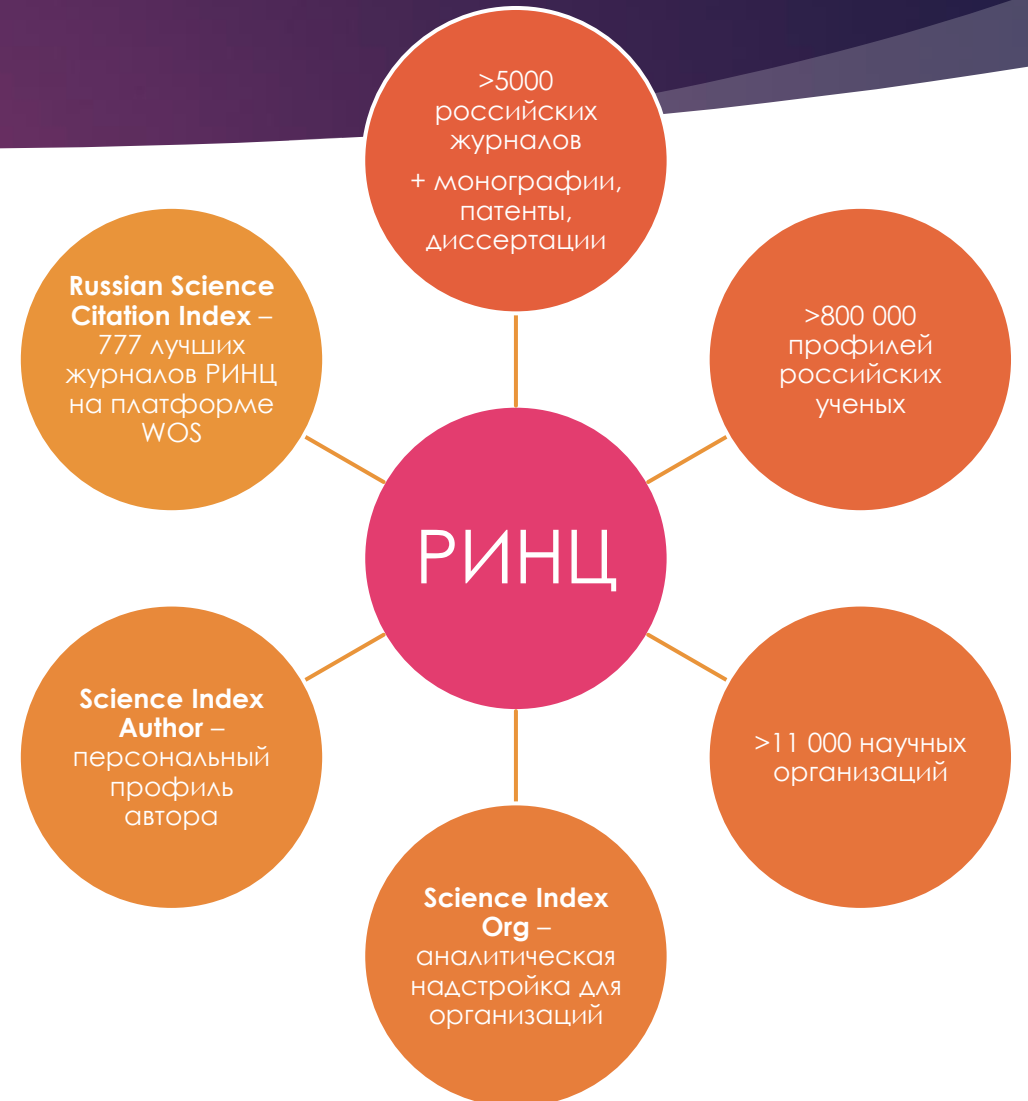 >5000
российских
журналов
+ монографии,
патенты,
диссертации
>800 000
профилей
российских
ученых
>11 000 научных
организаций
Science Index
Org –
аналитическая
надстройка для
организаций
Science Index
Author –
персональный
профиль
автора
Russian Science
Citation Index –
777 лучших
журналов РИНЦ
на платформе
WOS
РИНЦ